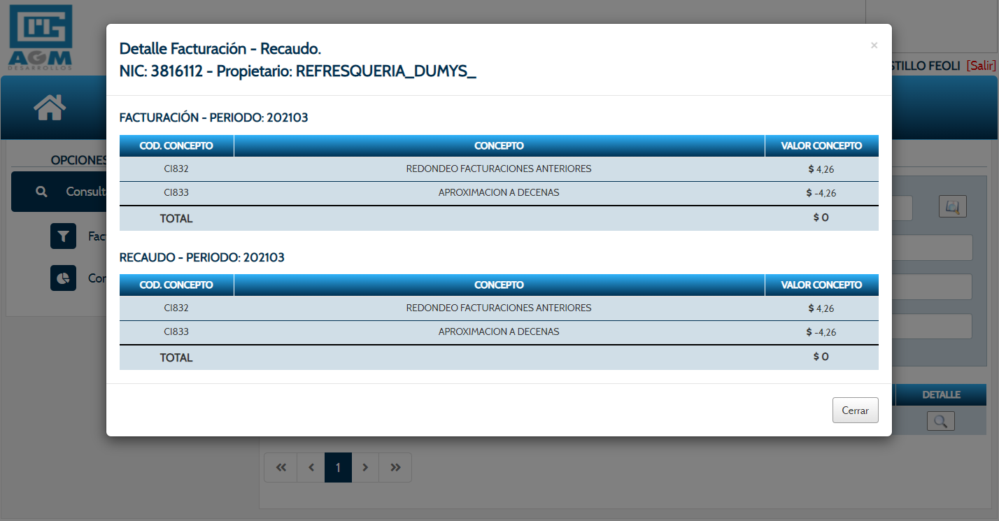 AGM
DESARROLLOS
Detalle Facturación - Recaudo.
×
NIC: 3816112 - Propietario: REFRESQUERIA_DUMYS_
STILLO FEOLI [Salir]
FACTURACIÓN - PERIODO: 202103
COD. CONCEPTO CONCEPTO VALOR CONCEPTO
CI832 REDONDEO FACTURACIONES ANTERIORES $ 4,26
CI833 APROXIMACION A DECENAS $ -4,26
TOTAL $ 0
RECAUDO - PERIODO: 202103
COD. CONCEPTO CONCEPTO VALOR CONCEPTO
CI832 REDONDEO FACTURACIONES ANTERIORES $ 4,26
CI833 APROXIMACION A DECENAS $ -4,26
TOTAL $ 0
Cerrar
OPCIONES
Consult
Fac
Con
DETALLE
« ‹ 1 › »